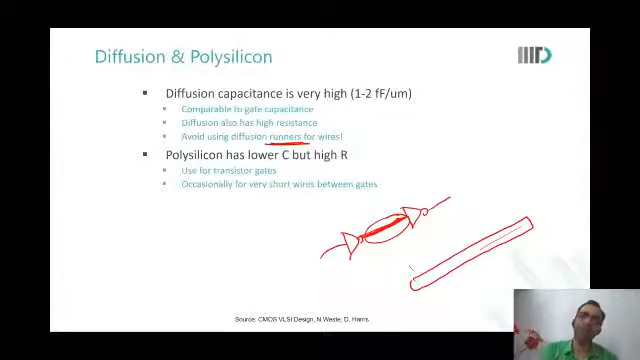 Diffusion & Polysilicon
Diffusion capacitance is very high (1-2 fF/um)
Comparable to gate capacitance
Diffusion also has high resistance
Avoid using diffusion runners for wires!
Polysilicon has lower C but high R
Use for transistor gates
Occasionally for very short wires between gates
Source: CMOS VLSI Design, N.Weste; D. Harris